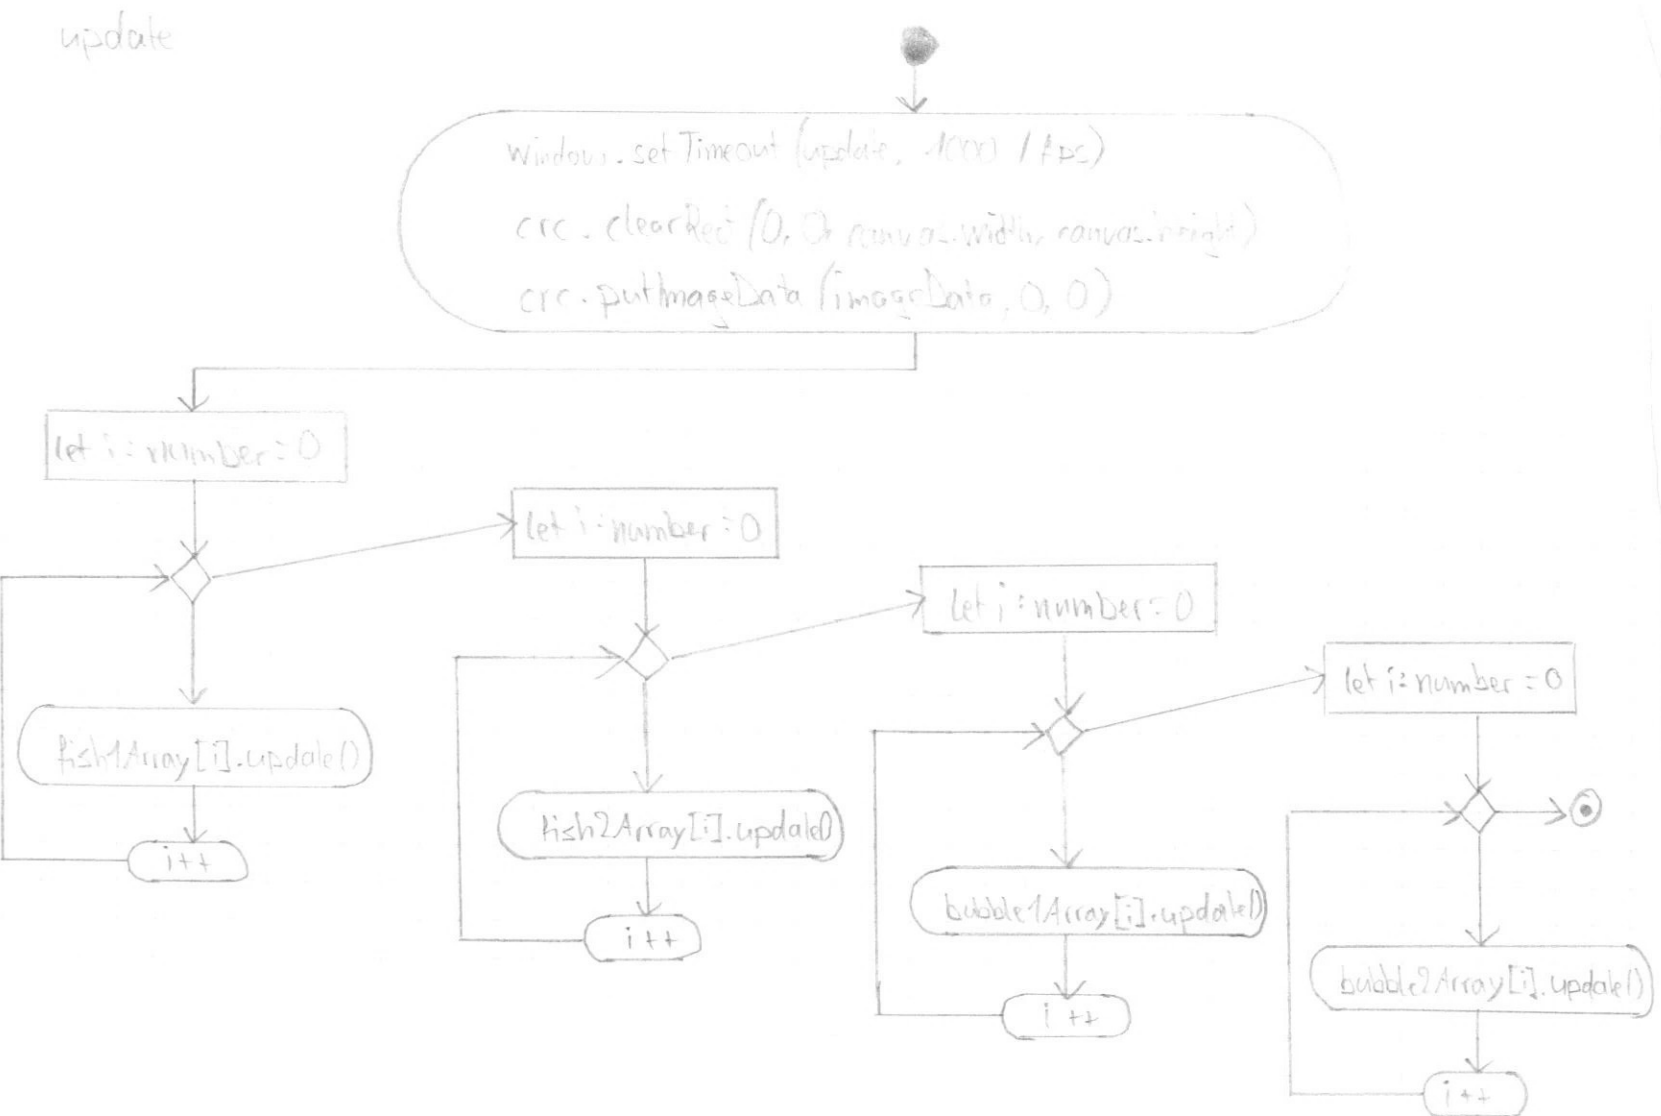 update
window.setTimeout(update, 1000 / fps)
crc.clearRect(0, 0, canvas.width, canvas.height)
crc.putImageData(imageData, 0, 0)
let i: number = 0
let i: number = 0
let i: number = 0
let i: number = 0
fish1Array[i].update()
i++
fish2Array[i].update()
i++
bubble1Array[i].update()
i++
bubble2Array[i].update()
i++